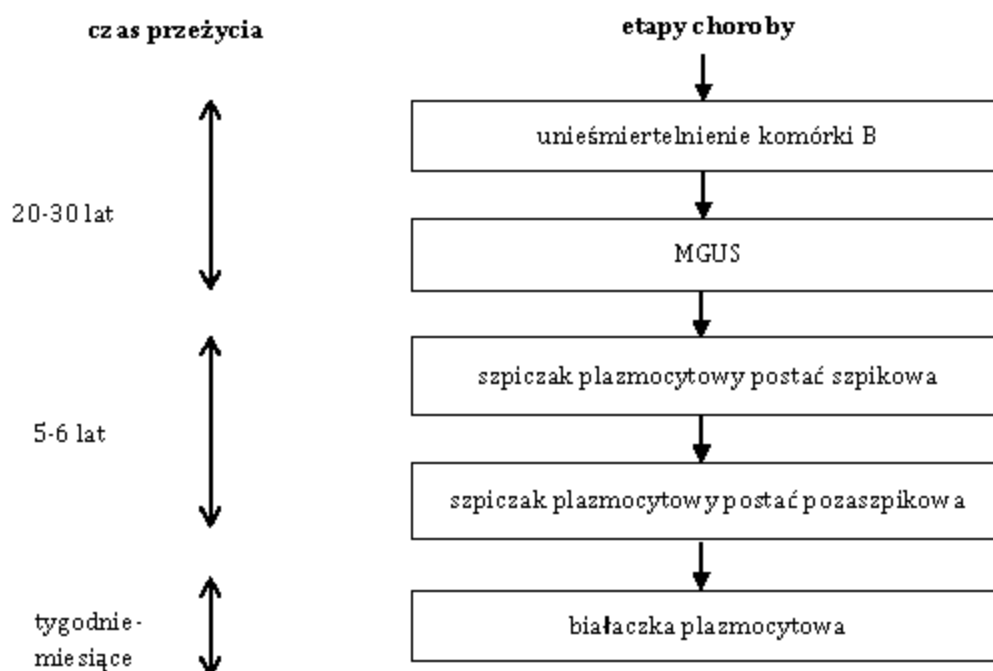 czas przeżycia
etapy choroby
unieśmiertelnienie komórki B
20-30 lat
MGUS
szpiczak plazmocytowy postać szpikowa
5-6 lat
szpiczak plazmocytowy postać pozaszpikowa
białaczka plazmocytowa
tygodnie-
miesiące